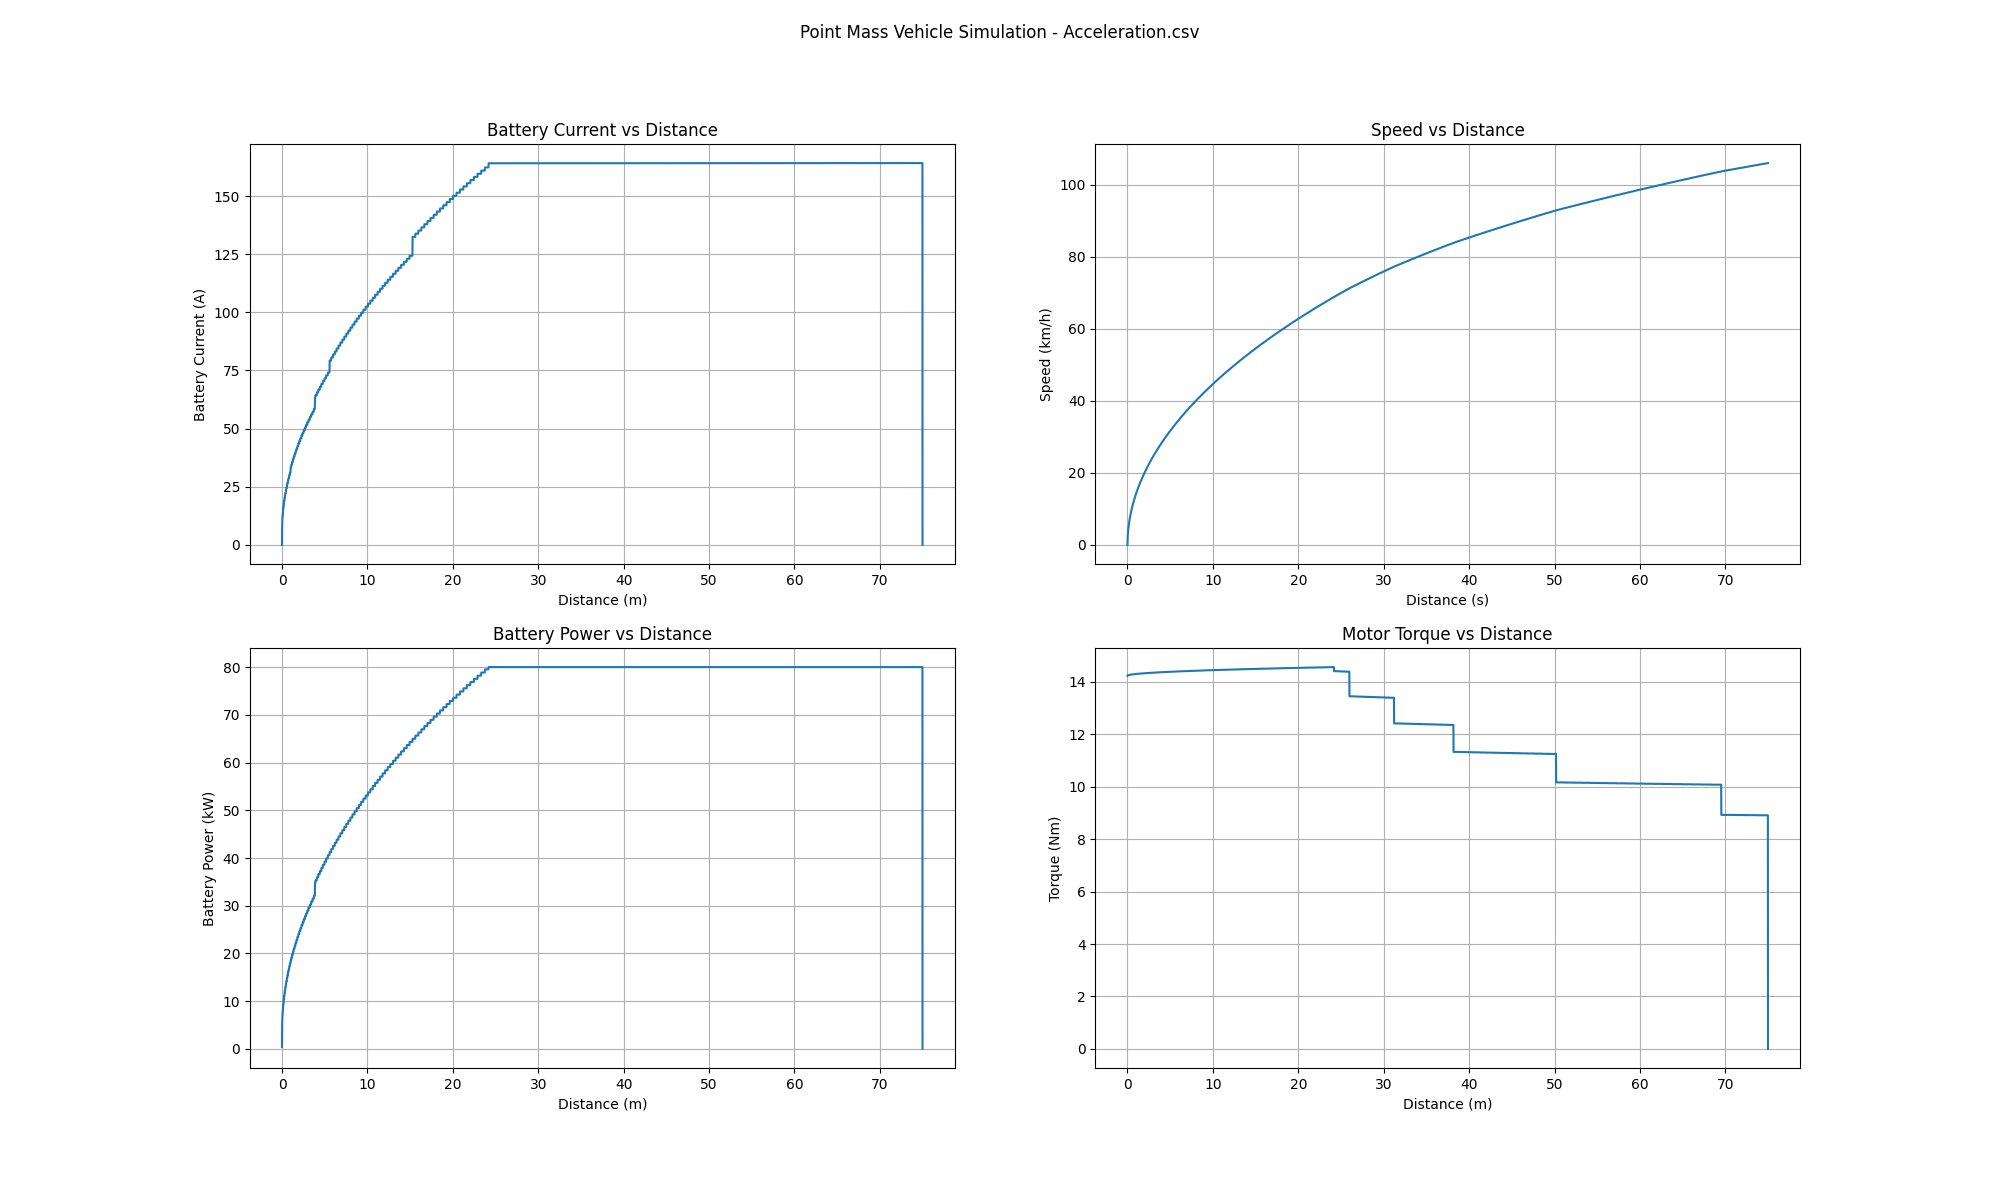 Point Mass Vehicle Simulation - Acceleration.csv
Battery Current vs Distance
Battery Current (A)
150
125
100
75
50
25
0
0 10 20 30 40 50 60 70
Distance (m)
Speed vs Distance
Speed (km/h)
100
80
60
40
20
0
0 10 20 30 40 50 60 70
Distance (s)
Battery Power vs Distance
Battery Power (kW)
80
70
60
50
40
30
20
10
0
0 10 20 30 40 50 60 70
Distance (m)
Motor Torque vs Distance
Torque (Nm)
14
12
10
8
6
4
2
0
0 10 20 30 40 50 60 70
Distance (m)